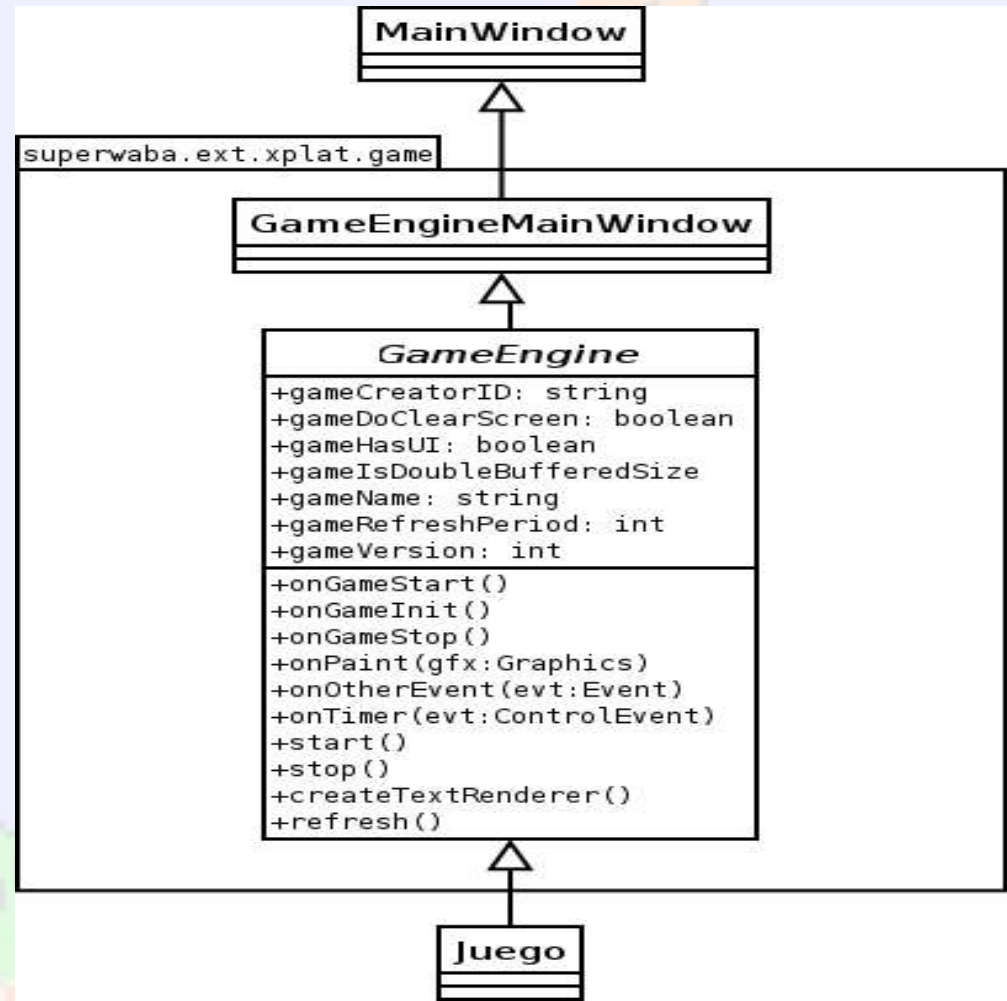 MainWindow
superwaba.ext.xplat.game
GameEngineMainWindow
GameEngine
+gameCreatorID: string
+gameDoClearScreen: boolean
+gameHasUI: boolean
+gameIsDoubleBufferedSize
+gameName: string
+gameRefreshPeriod: int
+gameVersion: int
+onGameStart()
+onGameInit()
+onGameStop()
+onPaint(gfx:Graphics)
+onOtherEvent(evt:Event)
+onTimer(evt:ControlEvent)
+start()
+stop()
+createTextRenderer()
+refresh()
Juego